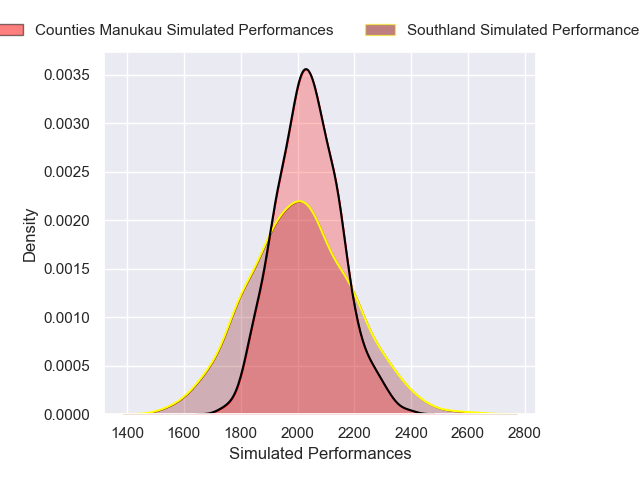 Counties Manukau Simulated Performances Southland Simulated Performance
0.0035
0.0030
0.0025
0.0020
0.0015
0.0010
0.0005
0.0000
Density
1400 1600 1800 2000 2200 2400 2600 2800
Simulated Performances